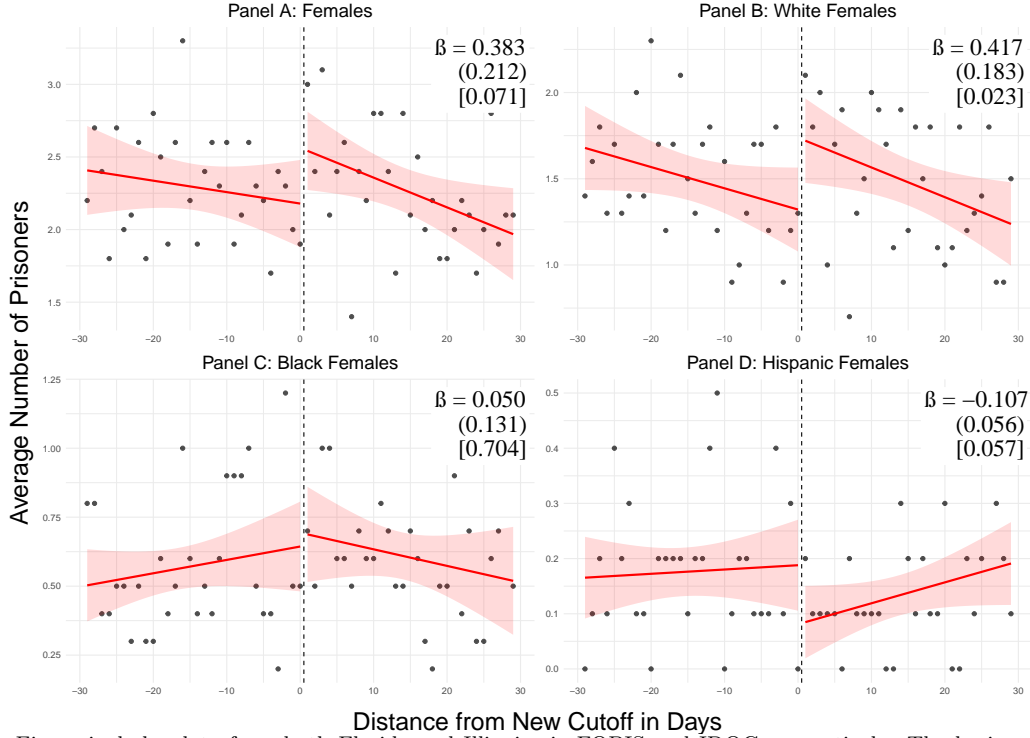 Panel A: Females
Panel B: White Females
ß = 0.383
(0.212)
[0.071]
ß = 0.417
(0.183)
[0.023]
3.0
2.5
2.0
1.5
2.0
1.5
1.0
−30 −20 −10 0 10 20 30
−30 −20 −10 0 10 20 30
Panel C: Black Females
Panel D: Hispanic Females
ß = 0.050
(0.131)
[0.704]
ß = −0.107
(0.056)
[0.057]
1.25
1.00
0.75
0.50
0.25
0.5
0.4
0.3
0.2
0.1
0.0
−30 −20 −10 0 10 20 30
−30 −20 −10 0 10 20 30
Average Number of Prisoners
Distance from New Cutoff in Days